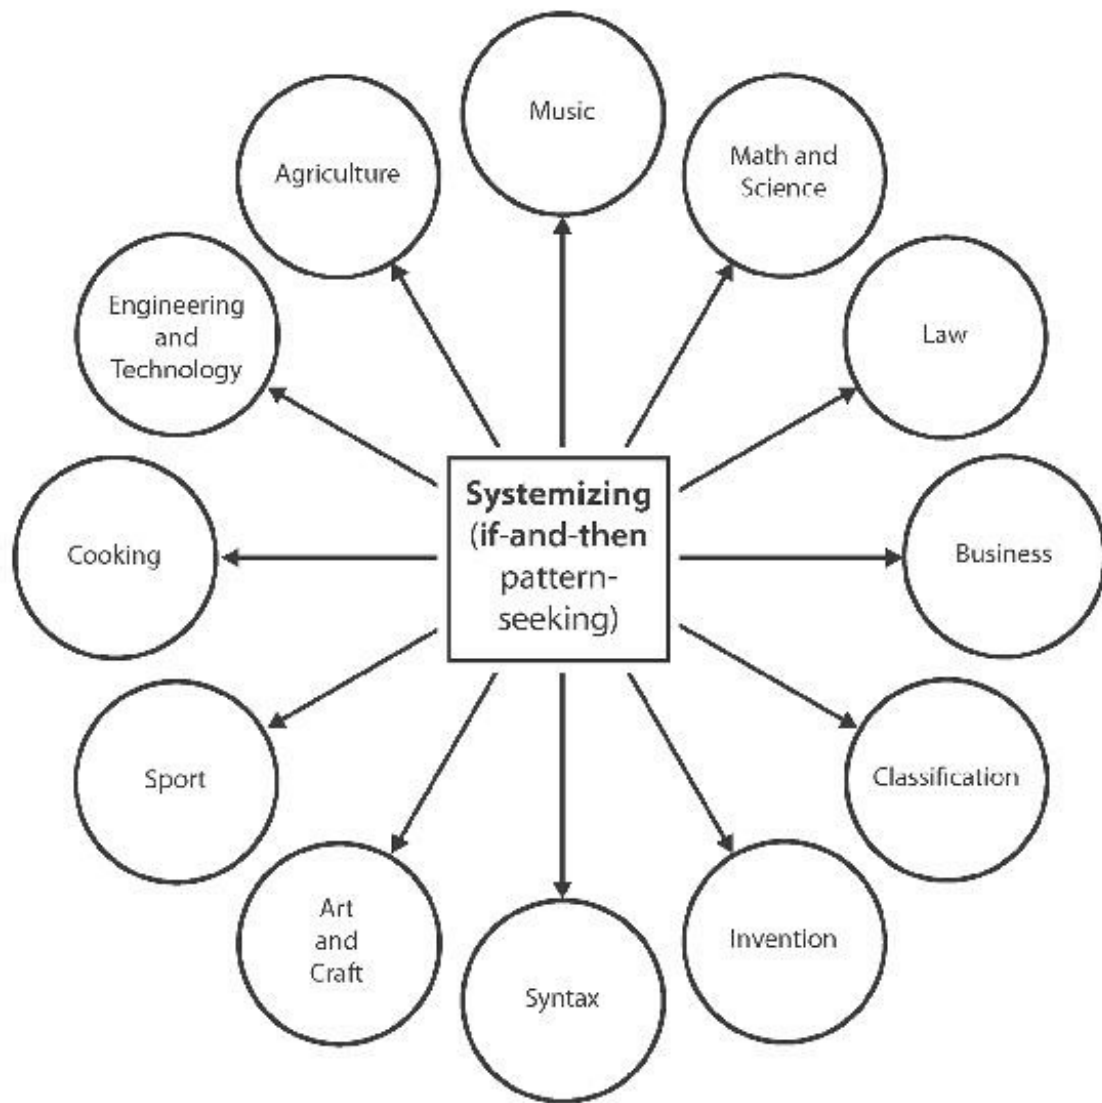 Music
Agriculture
Math and
Science
Engineering
and
Technology
Law
Systemizing
(if-and-then
pattern-
seeking)
Cooking
Business
Sport
Classification
Art
and
Craft
Invention
Syntax